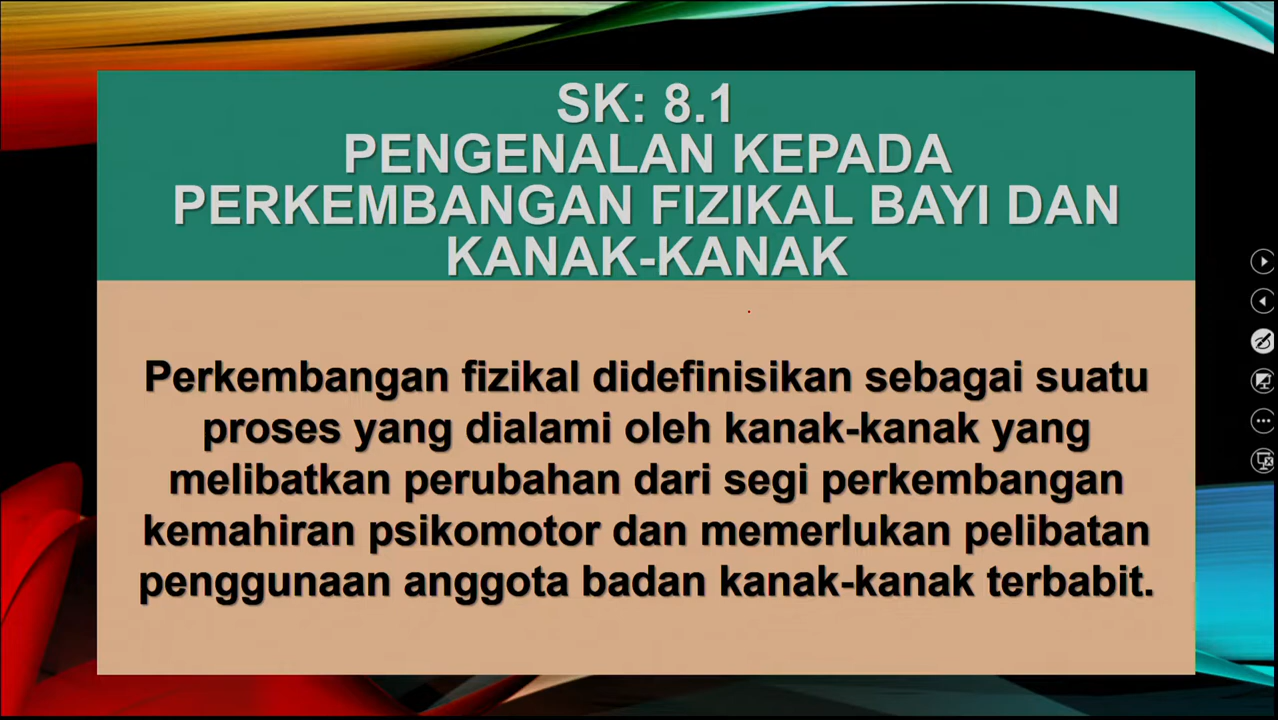 SK: 8.1
PENGENALAN KEPADA
PERKEMBANGAN FIZIKAL BAYI DAN
KANAK-KANAK
Perkembangan fizikal didefinisikan sebagai suatu
proses yang dialami oleh kanak-kanak yang
melibatkan perubahan dari segi perkembangan
kemahiran psikomotor dan memerlukan pelibatan
penggunaan anggota badan kanak-kanak terbabit.